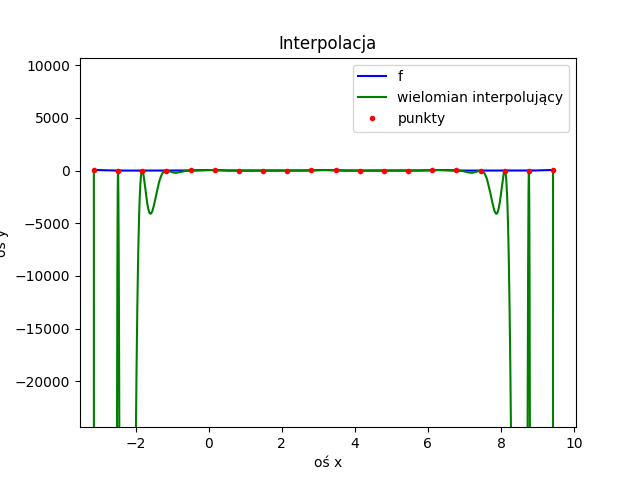 Interpolacja
f
wielomian interpolujący
punkty
10000
5000
0
−5000
−10000
−15000
−20000
oś y
−2
0
2
4
6
8
10
oś x